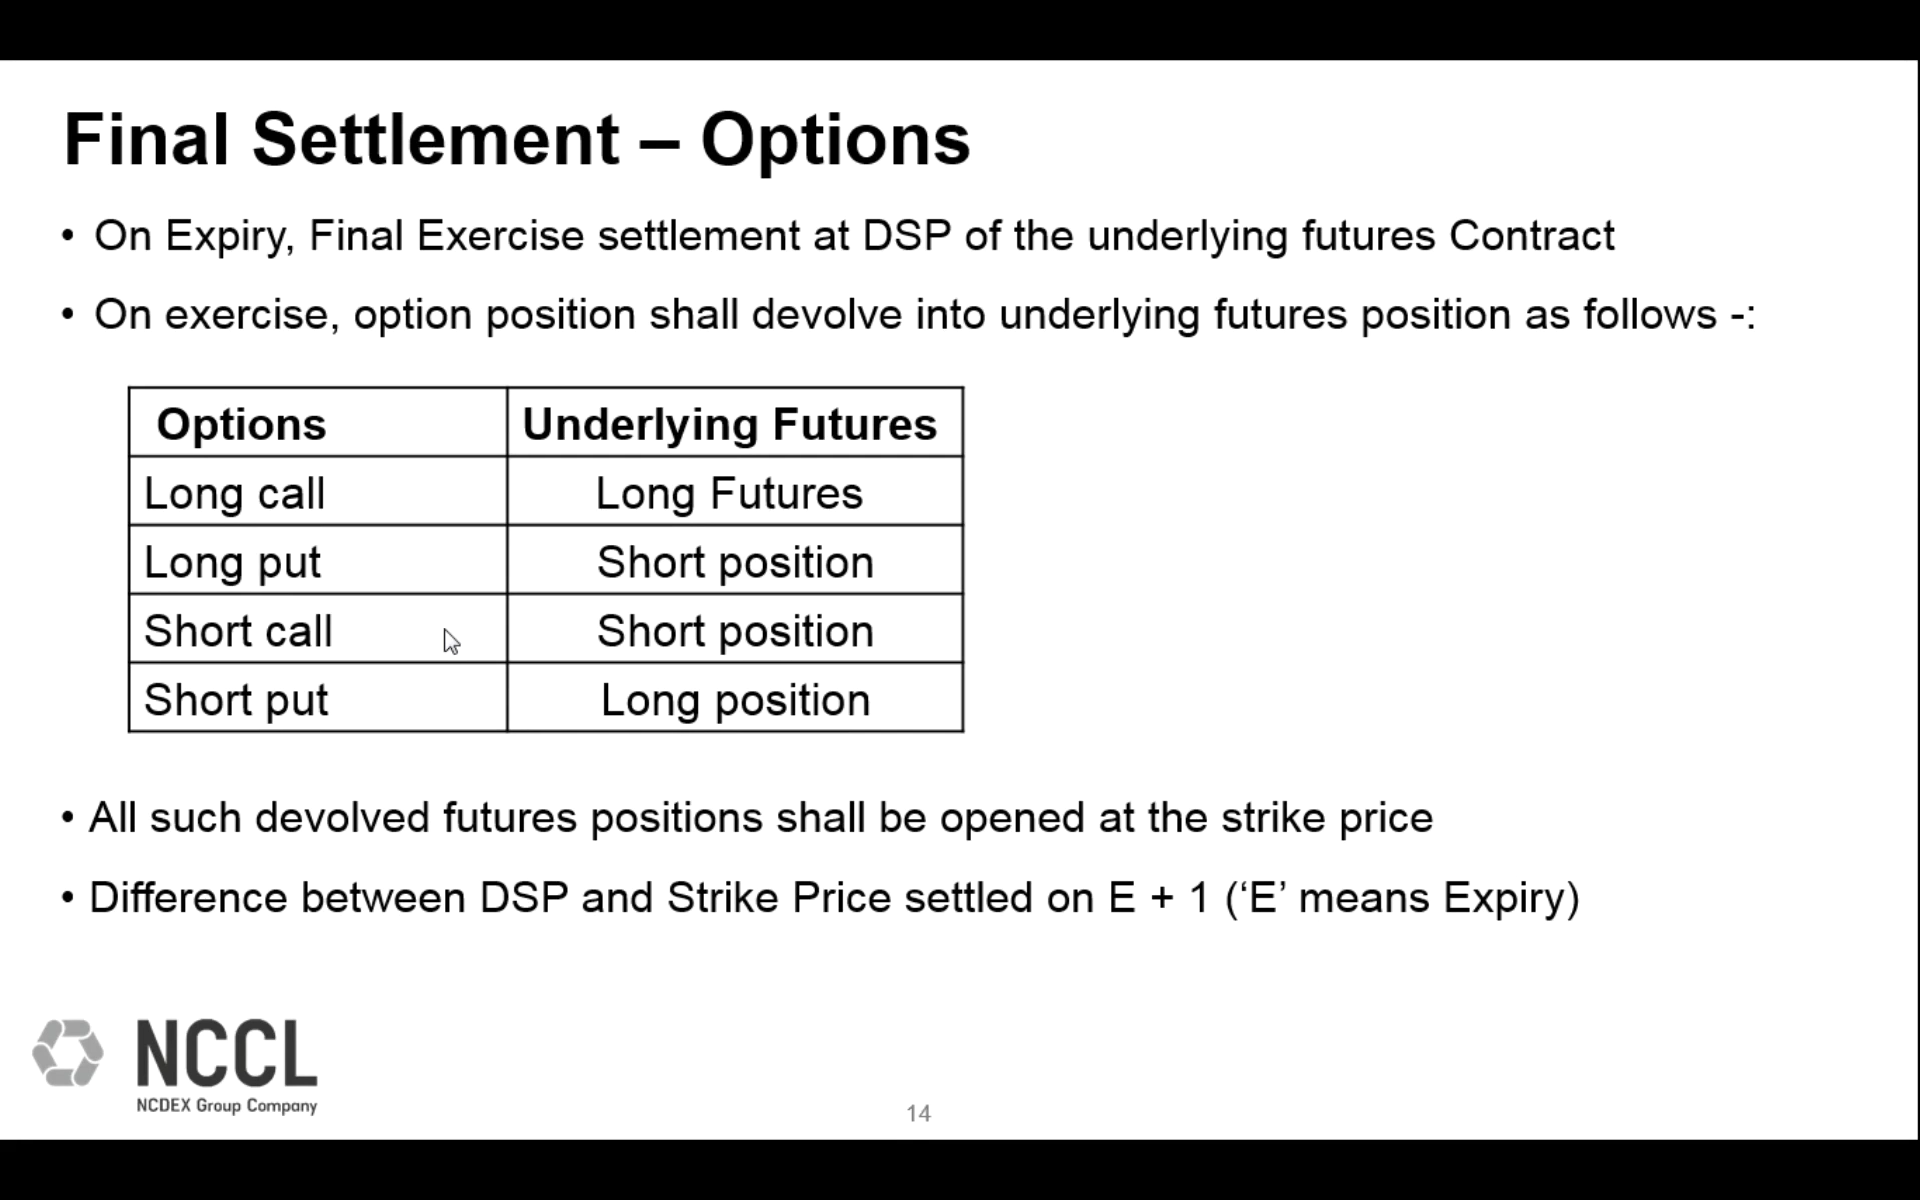 Final Settlement – Options
• On Expiry, Final Exercise settlement at DSP of the underlying futures Contract
• On exercise, option position shall devolve into underlying futures position as follows -:
Options Underlying Futures
Long call Long Futures
Long put Short position
Short call Short position
Short put Long position
• All such devolved futures positions shall be opened at the strike price
• Difference between DSP and Strike Price settled on E + 1 (‘E’ means Expiry)
NCCL
NCDEX Group Company
14